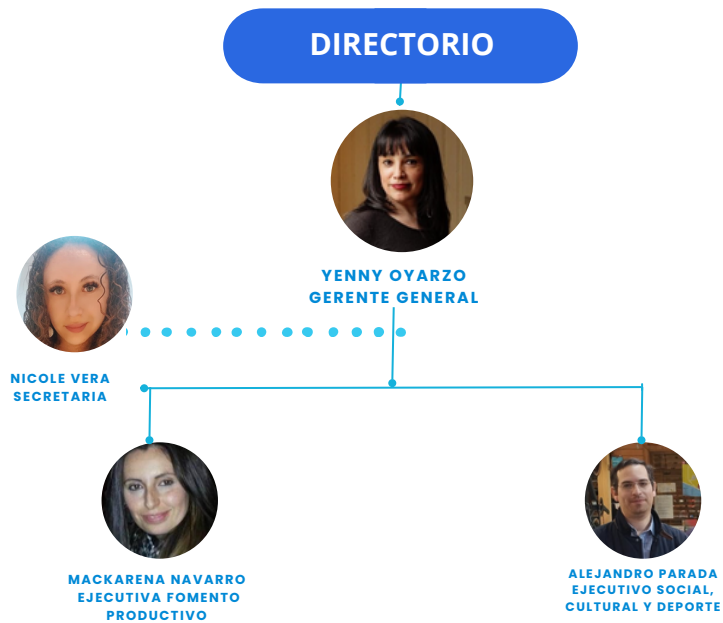 DIRECTORIO
YENNY OYARZO
GERENTE GENERAL
NICOLE VERA
SECRETARIA
MACKARENA NAVARRO
EJECUTIVA FOMENTO
PRODUCTIVO
ALEJANDRO PARADA
EJECUTIVO SOCIAL,
CULTURAL Y DEPORTE